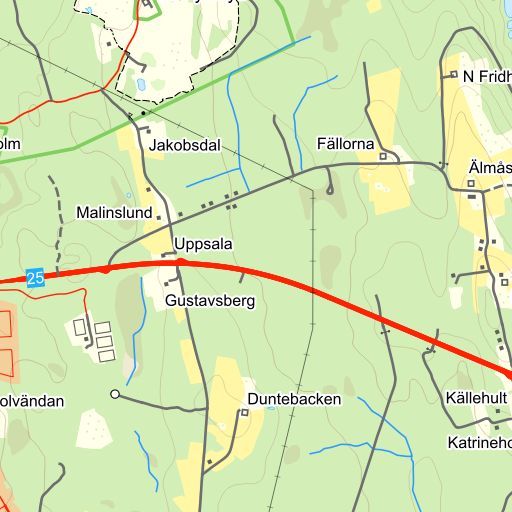 N Fridh
olm
Jakobsdal
Fällorna
Älmås
Malinslund
Uppsala
25
Gustavsberg
olvändan
Duntebacken
Källehult
Katrineho